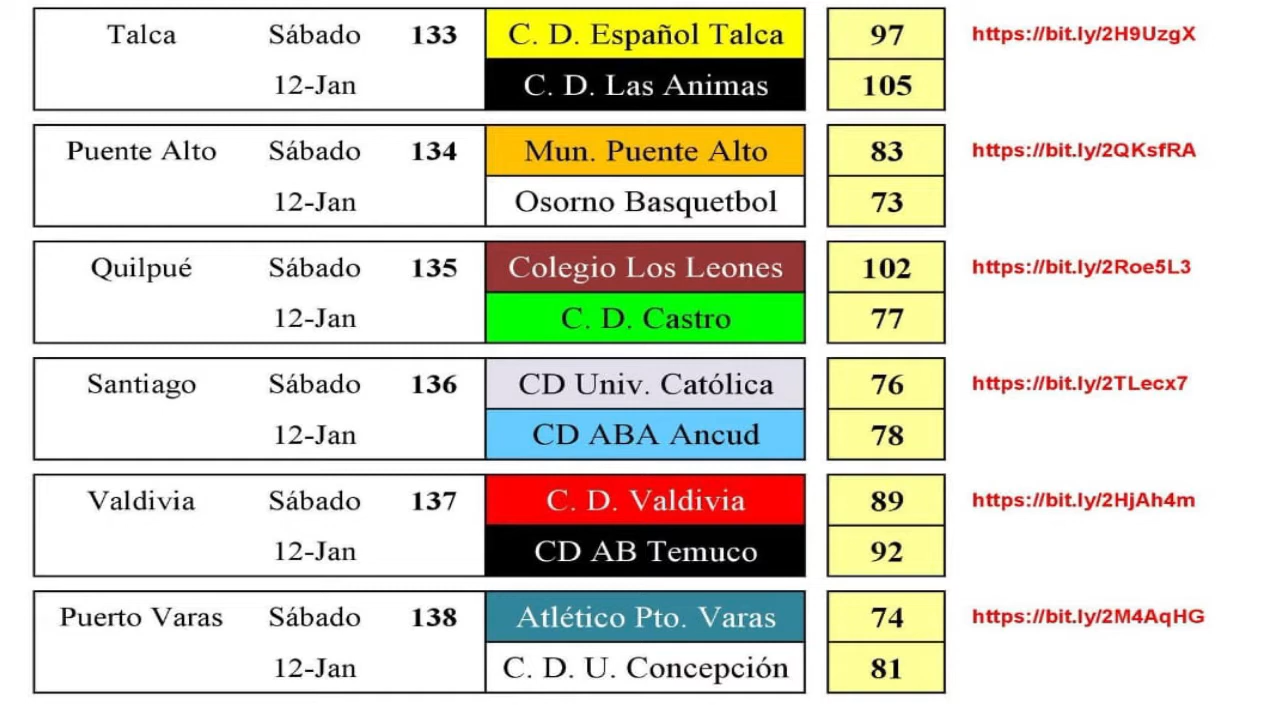 Talca Sábado 133 C. D. Español Talca 97 https://bit.ly/2H9UzgX
12-Jan C. D. Las Animas 105
Puente Alto Sábado 134 Mun. Puente Alto 83 https://bit.ly/2QKsfRA
12-Jan Osorno Basquetbol 73
Quilpué Sábado 135 Colegio Los Leones 102 https://bit.ly/2Roe5L3
12-Jan C. D. Castro 77
Santiago Sábado 136 CD Univ. Católica 76 https://bit.ly/2TLecx7
12-Jan CD ABA Ancud 78
Valdivia Sábado 137 C. D. Valdivia 89 https://bit.ly/2HjAh4m
12-Jan CD AB Temuco 92
Puerto Varas Sábado 138 Atlético Pto. Varas 74 https://bit.ly/2M4AqHG
12-Jan C. D. U. Concepción 81